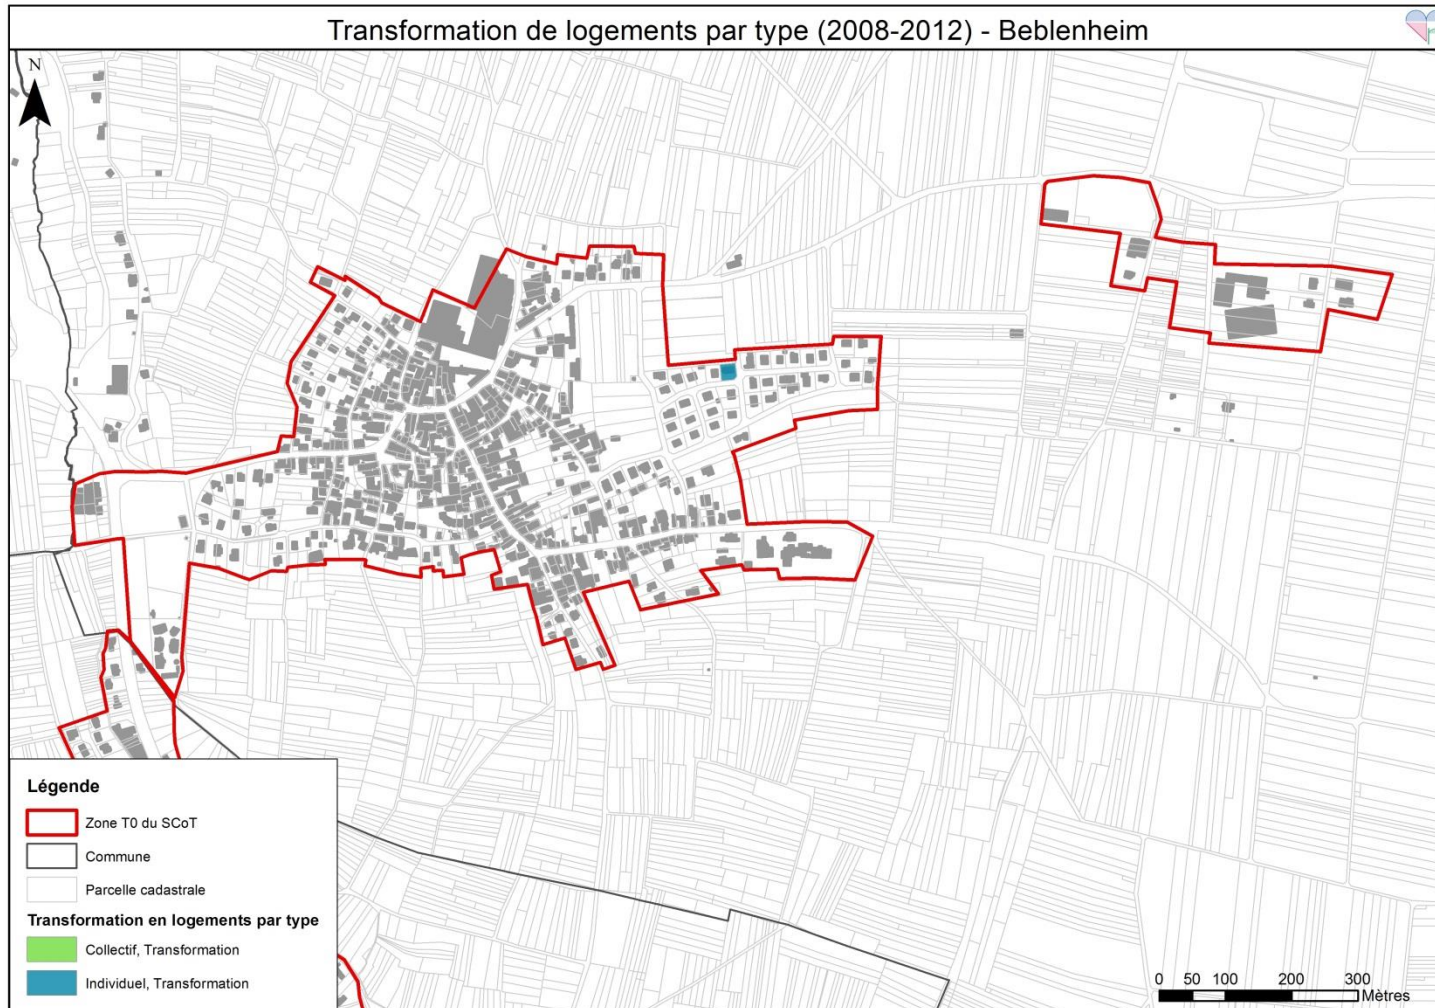 Transformation de logements par type (2008-2012) - Beblenheim
N
Légende
Zone T0 du SCoT
Commune
Parcelle cadastrale
Transformation en logements par type
Collectif, Transformation
Individuel, Transformation
0 50 100 200 300
Mètres